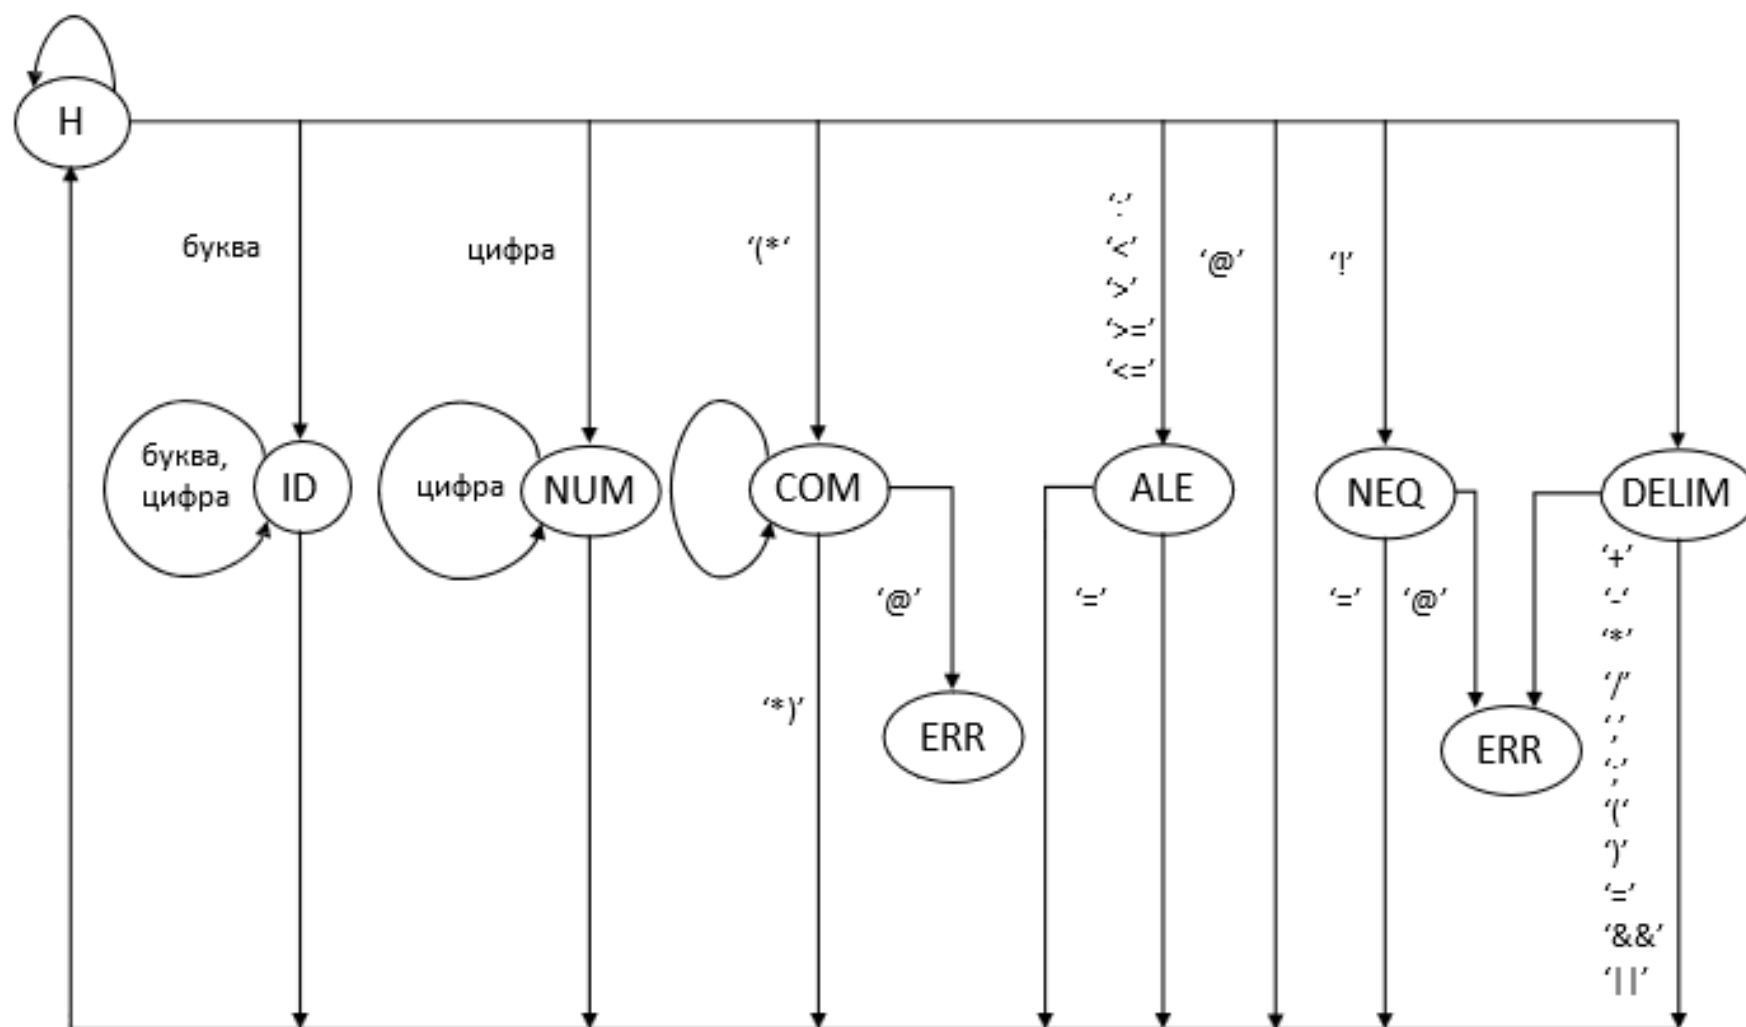 H
буква
цифра
‘(*‘
‘:’
‘<’
‘>’
‘>=’
‘<=’
‘@’
‘!’
буква,
цифра
ID
цифра
NUM
COM
ALE
NEQ
DELIM
‘@’
‘=’
‘=’
‘@’
‘*)’
ERR
ERR
‘+’
‘-‘
‘*’
‘/’
‘,’
‘;’
‘(‘
‘)’
‘=’
‘&&’
‘||’